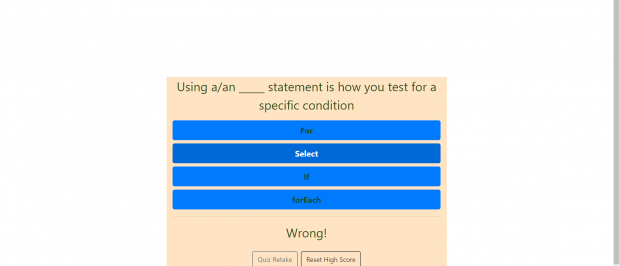 Using a/an _____ statement is how you test for a
specific condition
For
Select
If
forEach
Wrong!
Quiz Retake
Reset High Score